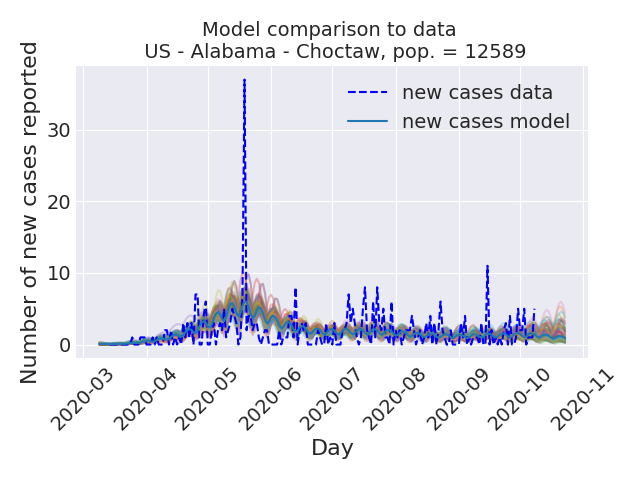 Model comparison to data
US - Alabama - Choctaw, pop. = 12589
Number of new cases reported
new cases data
new cases model
30
20
10
0
2020-03
2020-04
2020-05
2020-06
2020-07
2020-08
2020-09
2020-10
2020-11
Day